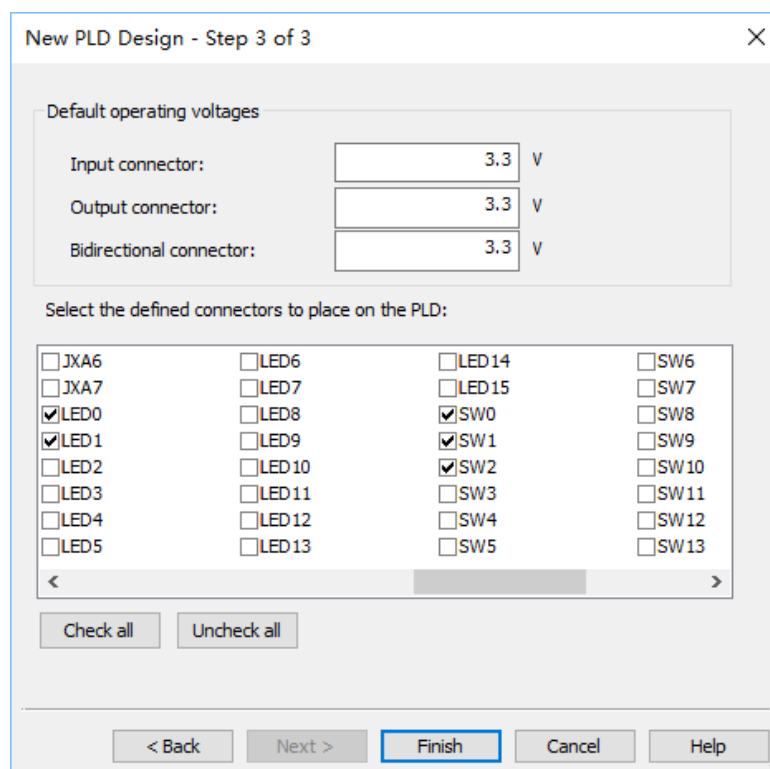 New PLD Design - Step 3 of 3
Default operating voltages
Input connector: 3.3 V
Output connector: 3.3 V
Bidirectional connector: 3.3 V
Select the defined connectors to place on the PLD:
JXA6 LED6 LED14 SW6
JXA7 LED7 LED15 SW7
LED0 LED8 SW0 SW8
LED1 LED9 SW1 SW9
LED2 LED10 SW2 SW10
LED3 LED11 SW3 SW11
LED4 LED12 SW4 SW12
LED5 LED13 SW5 SW13
Check all Uncheck all
< Back Next > Finish Cancel Help